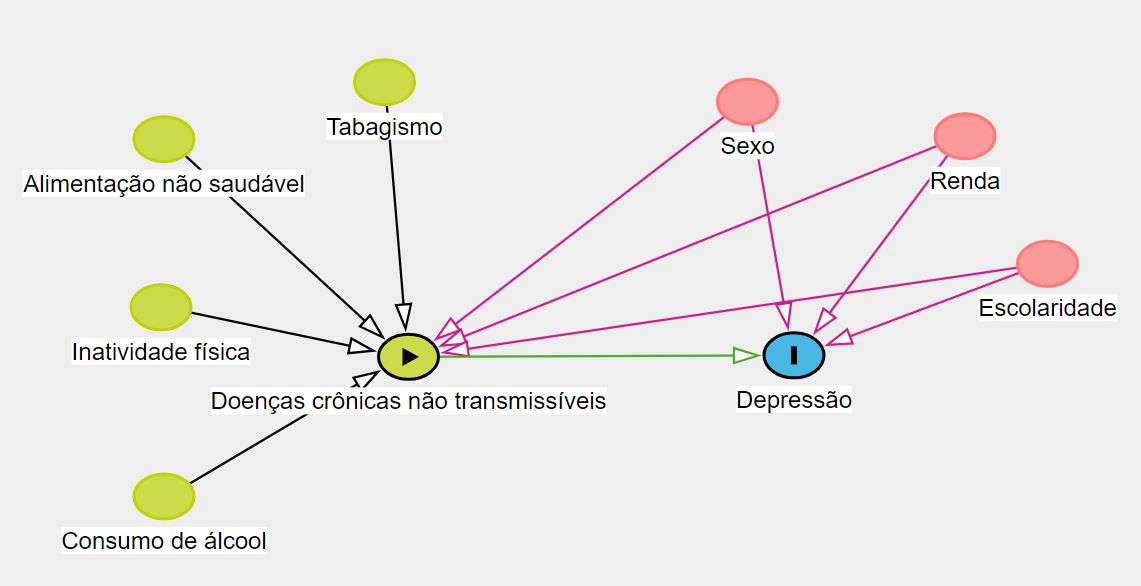 Tabagismo
Sexo
Alimentação não saudável
Renda
Escolaridade
Inatividade física
Doenças crônicas não transmissíveis
Depressão
Consumo de álcool